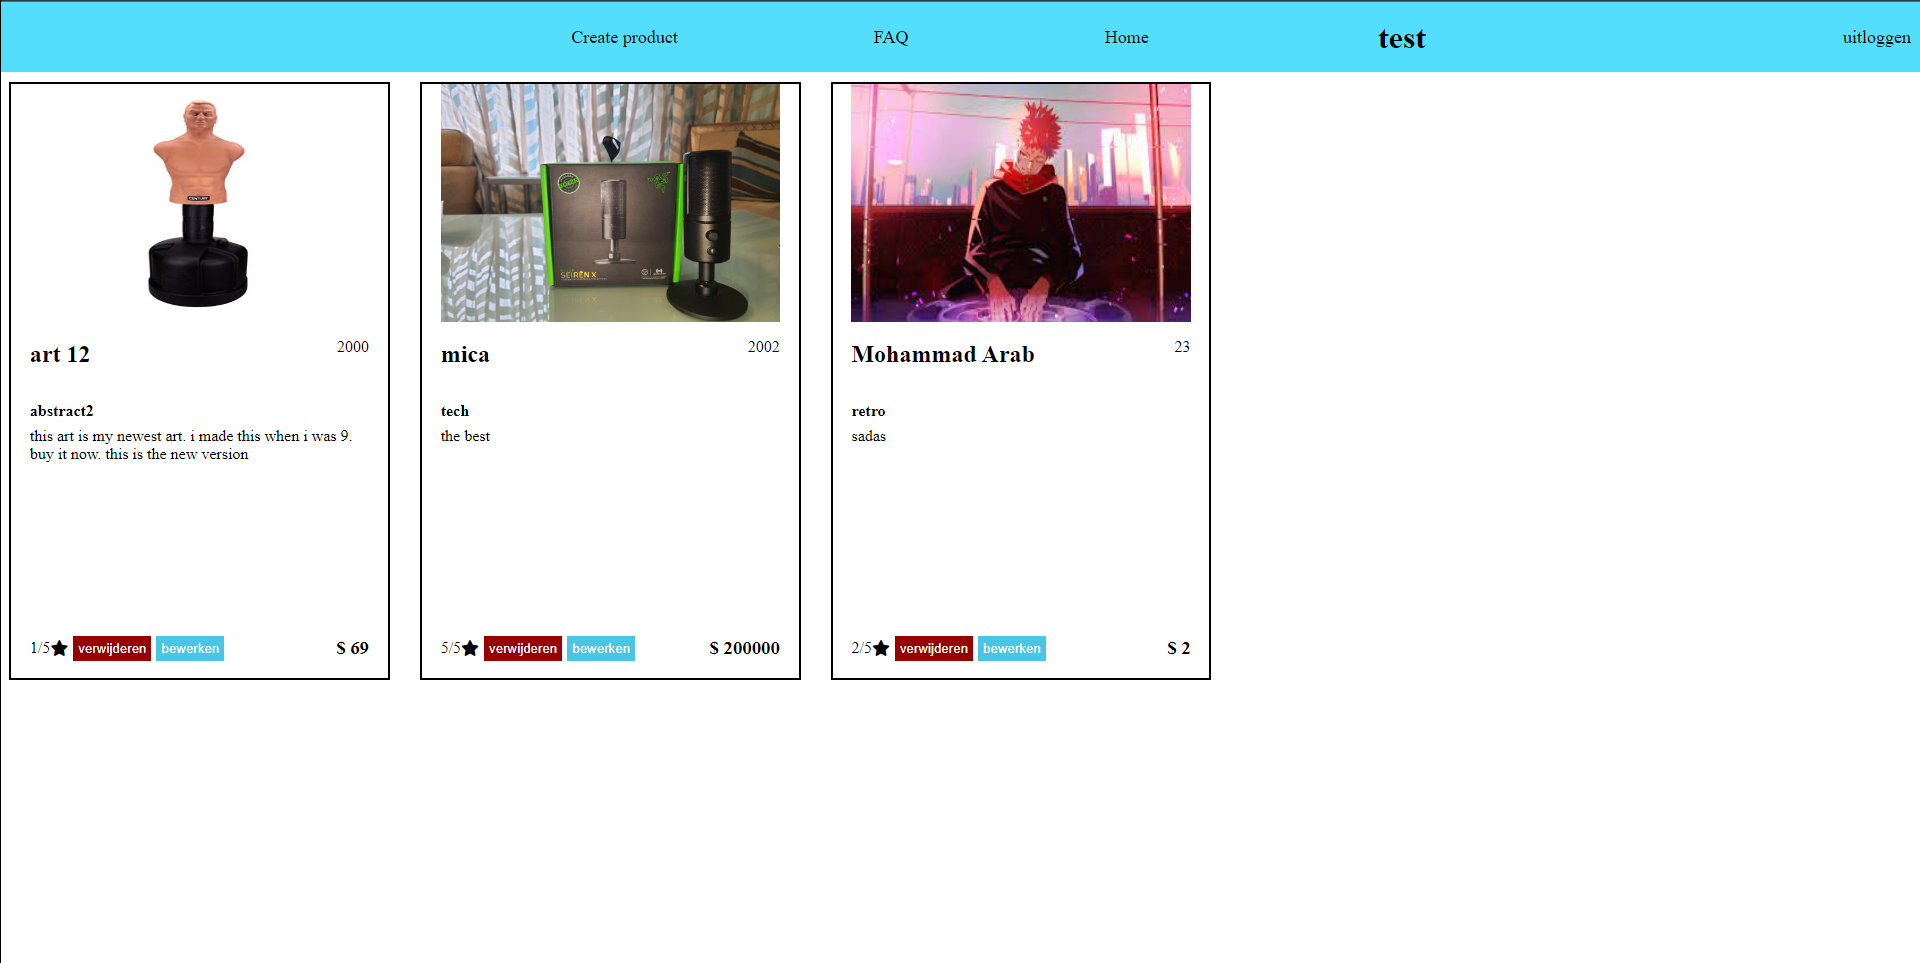 Create product
FAQ
Home
test
uitloggen
CENTURY
art 12
2000
abstract2
this art is my newest art. i made this when i was 9.
buy it now. this is the new version
1/5
verwijderen
bewerken
$ 69
SEIRĒN X
mica
2002
tech
the best
5/5
verwijderen
bewerken
$ 200000
Mohammad Arab
23
retro
sadas
2/5
verwijderen
bewerken
$ 2